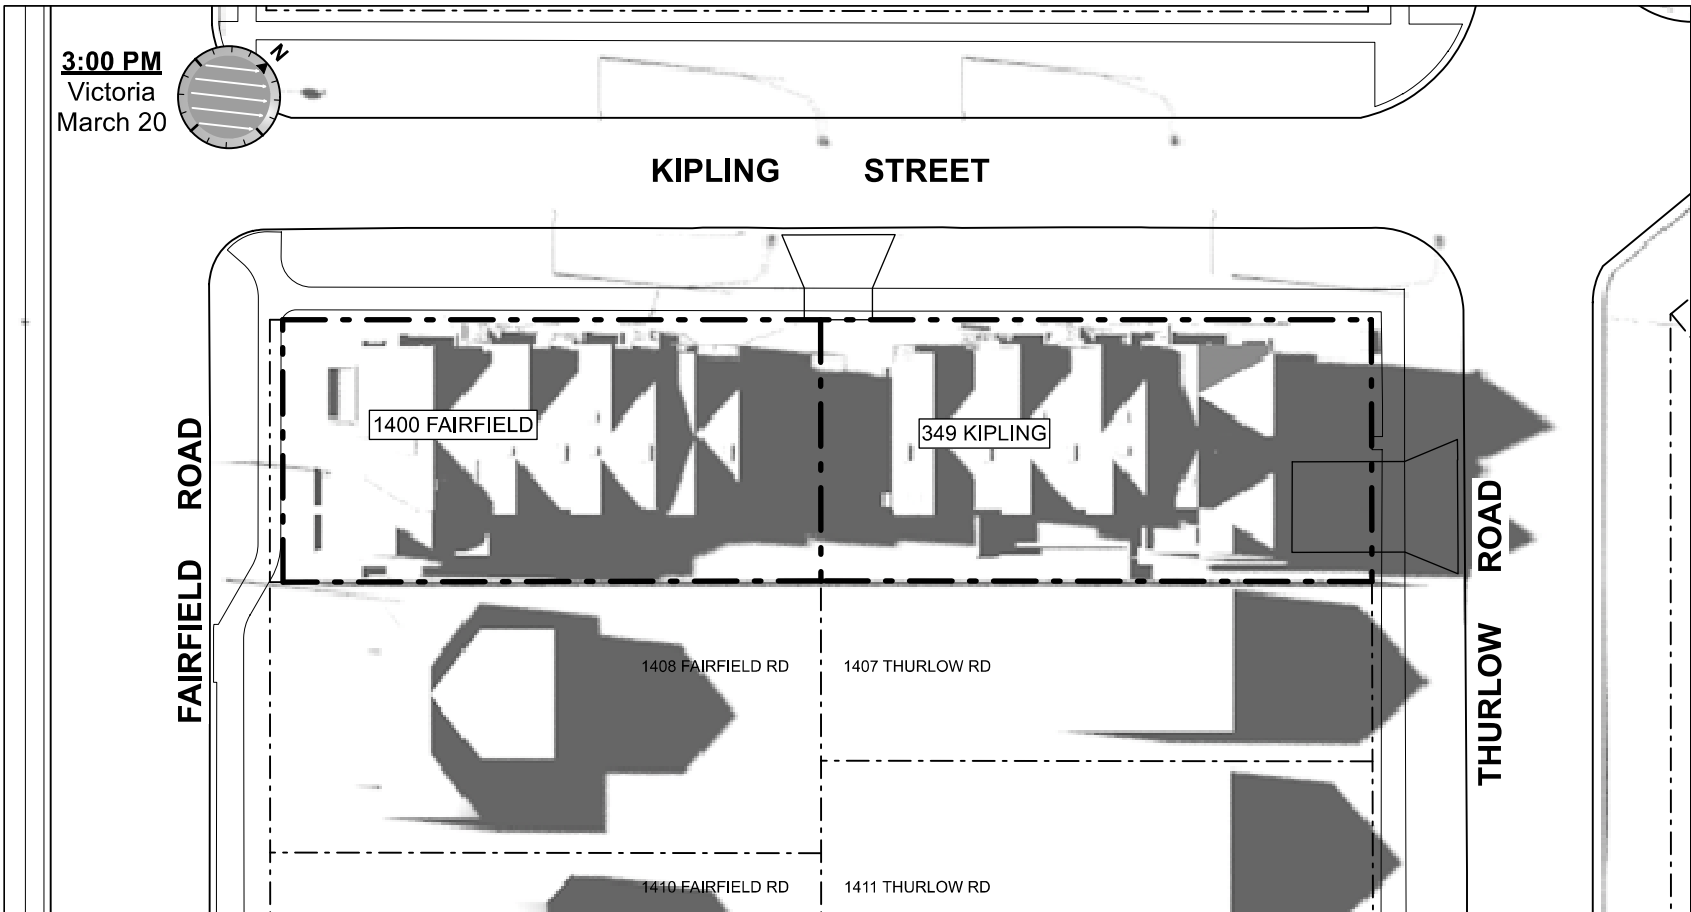 3:00 PM
Victoria
March 20
N
KIPLING STREET
1400 FAIRFIELD
349 KIPLING
FAIRFIELD ROAD
THURLOW ROAD
1408 FAIRFIELD RD
1407 THURLOW RD
1410 FAIRFIELD RD
1411 THURLOW RD